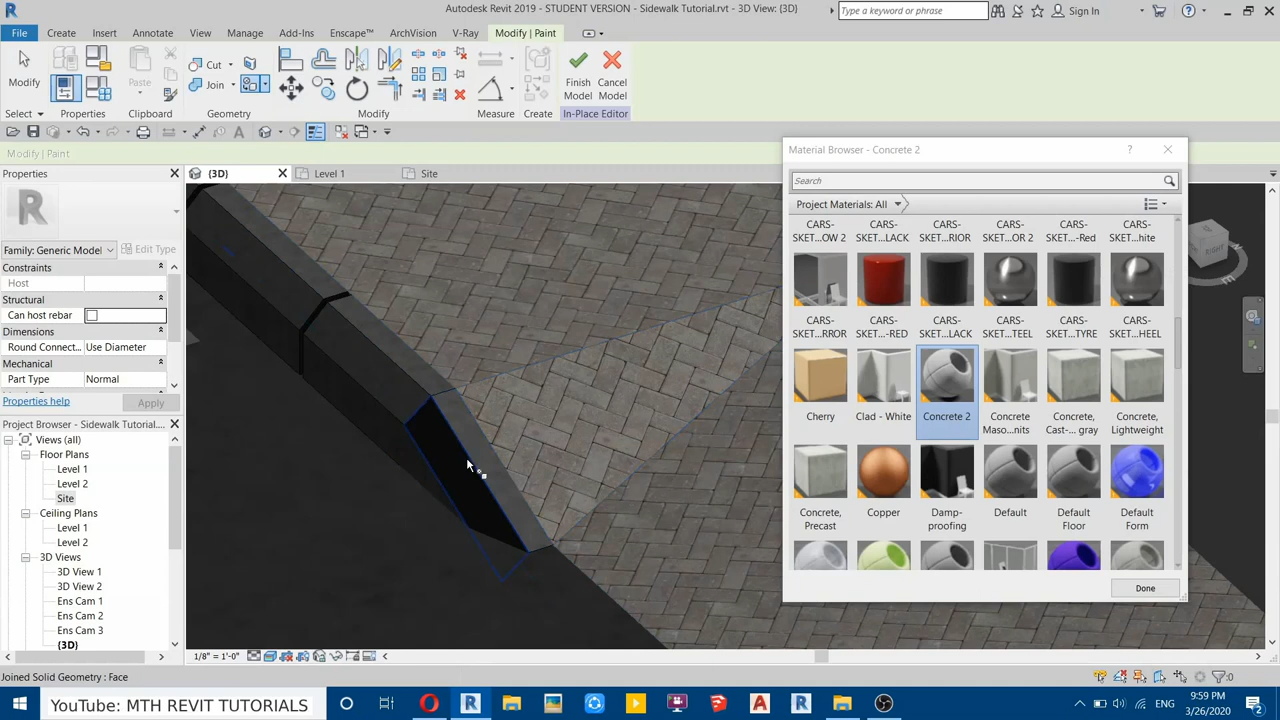 Autodesk Revit 2019 - STUDENT VERSION - Sidewalk Tutorial.rvt - 3D View: {3D}
Type a keyword or phrase
Sign In
File Create Insert Annotate View Manage Add-Ins Enscape™ ArchVision V-Ray Modify | Paint
Modify
Paste
Cut
Join
Finish Model
Cancel Model
Select Properties Clipboard Geometry Modify Measure Create In-Place Editor
Modify | Paint
Properties
{3D}
Level 1
Site
Family: Generic Model
Edit Type
Constraints
Host
Structural
Can host rebar
Dimensions
Round Connect... Use Diameter
Mechanical
Part Type Normal
Properties help
Apply
Project Browser - Sidewalk Tutorial....
Views (all)
Floor Plans
Level 1
Level 2
Site
Ceiling Plans
Level 1
Level 2
3D Views
3D View 1
3D View 2
Ens Cam 1
Ens Cam 2
Ens Cam 3
{3D}
Material Browser - Concrete 2
Search
Project Materials: All
CARS-SKET...OW 2
CARS-SKET...LACK
CARS-SKET...RIOR
CARS-SKET...OR 2
CARS-SKET...-Red
CARS-SKET...hite
CARS-SKET...RROR
CARS-SKET...-RED
CARS-SKET...LACK
CARS-SKET...TEEL
CARS-SKET...TYRE
CARS-SKET...HEEL
Cherry
Clad - White
Concrete 2
Concrete Maso...nits
Concrete, Cast-... gray
Concrete, Lightweight
Concrete, Precast
Copper
Damp-proofing
Default
Default Floor
Default Form
Done
1/8" = 1'-0"
Joined Solid Geometry : Face
:0
YouTube: MTH REVIT TUTORIALS
ENG
9:59 PM
3/26/2020
2